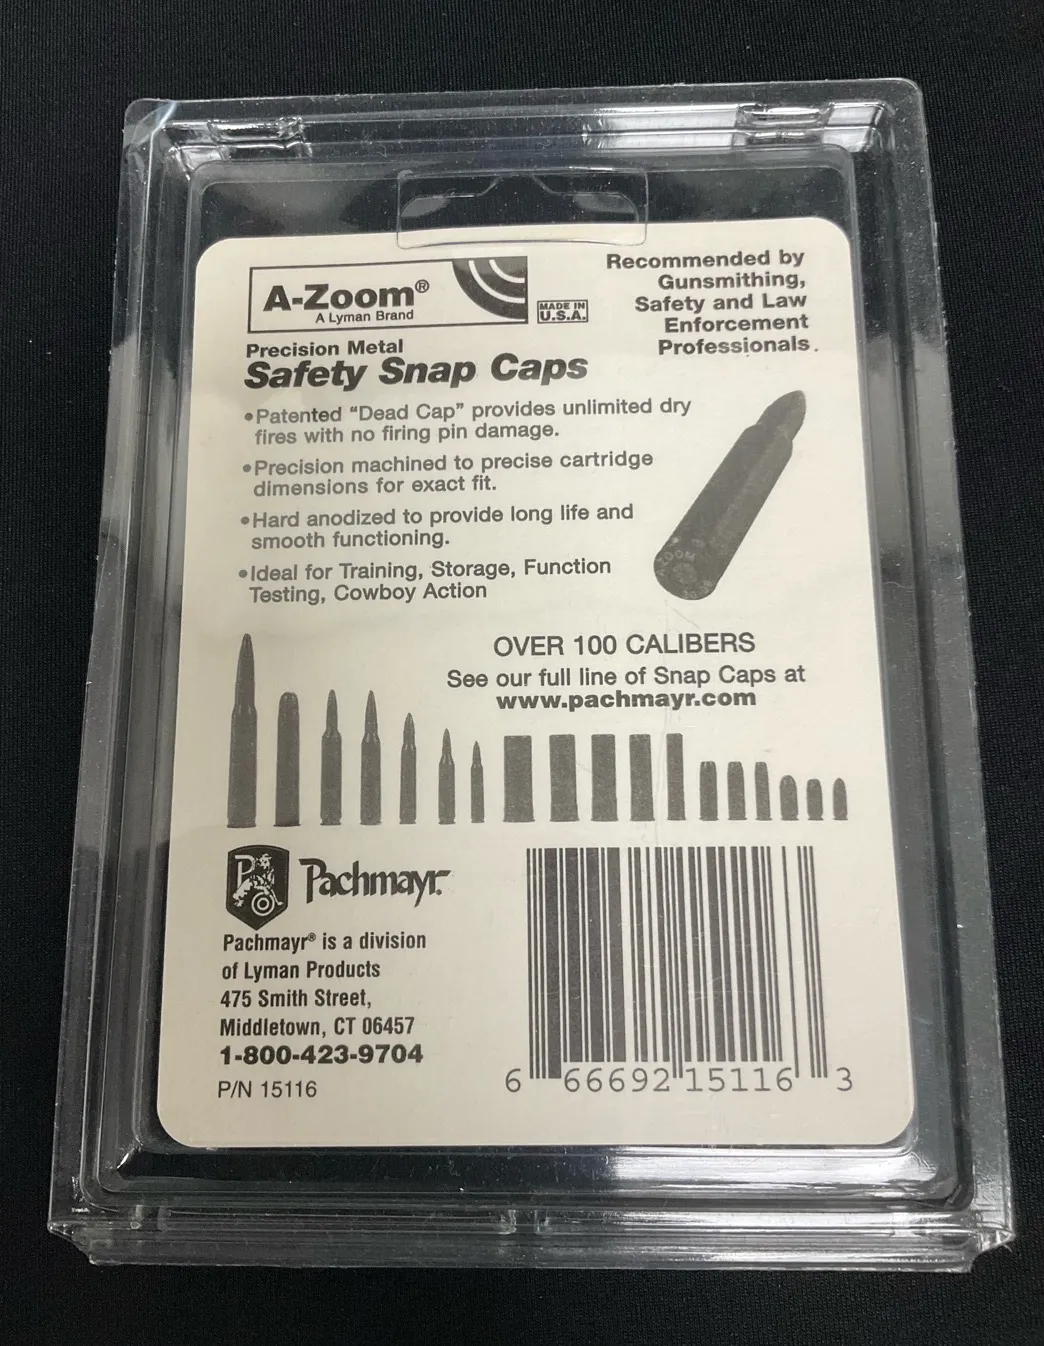 A-Zoom®
A Lyman Brand
MADE IN
U.S.A.
Recommended by
Gunsmithing,
Safety and Law
Enforcement
Professionals.
Precision Metal
Safety Snap Caps
•Patented “Dead Cap” provides unlimited dry
fires with no firing pin damage.
•Precision machined to precise cartridge
dimensions for exact fit.
•Hard anodized to provide long life and
smooth functioning.
•Ideal for Training, Storage, Function
Testing, Cowboy Action
ZOOM
OVER 100 CALIBERS
See our full line of Snap Caps at
www.pachmayr.com
P
Pachmayr
Pachmayr® is a division
of Lyman Products
475 Smith Street,
Middletown, CT 06457
1-800-423-9704
P/N 15116
6 66692 15116 3